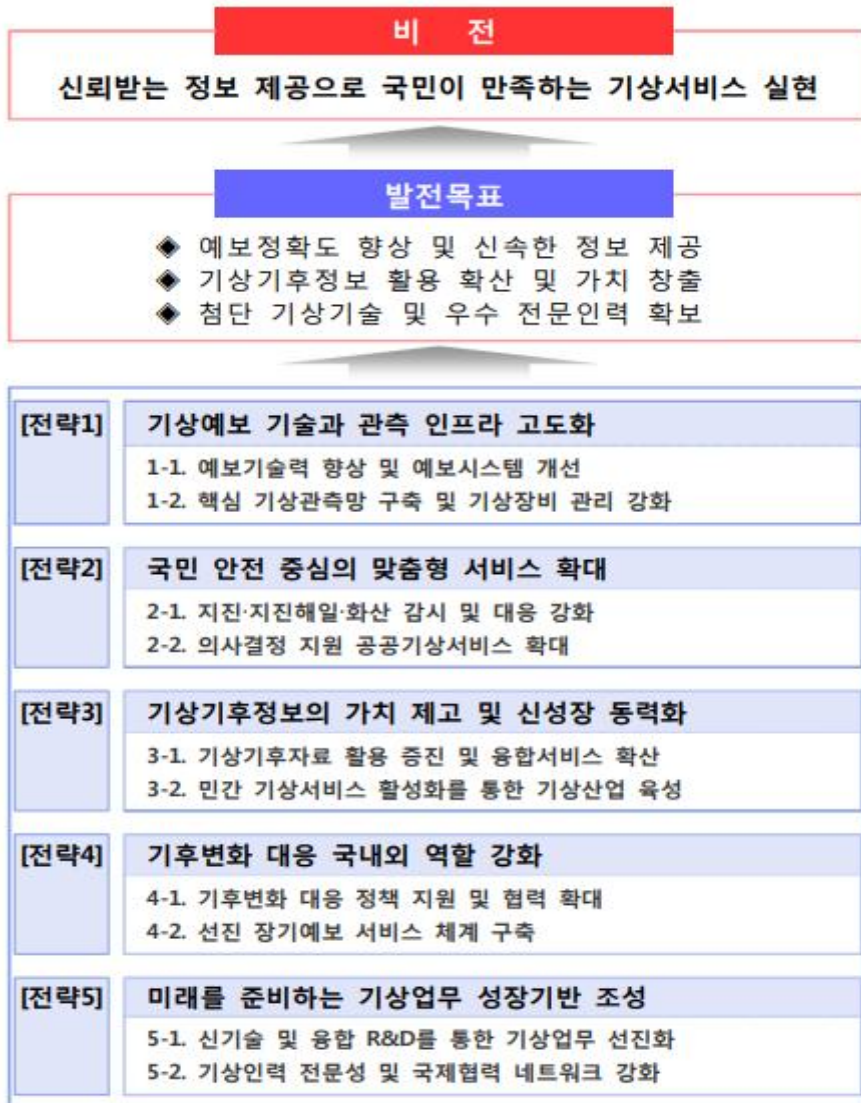 비 전
신뢰받는 정보 제공으로 국민이 만족하는 기상서비스 실현
발전목표
◈ 예보정확도 향상 및 신속한 정보 제공
◈ 기상기후정보 활용 확산 및 가치 창출
◈ 첨단 기상기술 및 우수 전문인력 확보
[전략1] 기상예보 기술과 관측 인프라 고도화
1-1. 예보기술력 향상 및 예보시스템 개선
1-2. 핵심 기상관측망 구축 및 기상장비 관리 강화
[전략2] 국민 안전 중심의 맞춤형 서비스 확대
2-1. 지진·지진해일·화산 감시 및 대응 강화
2-2. 의사결정 지원 공공기상서비스 확대
[전략3] 기상기후정보의 가치 제고 및 신성장 동력화
3-1. 기상기후자료 활용 증진 및 융합서비스 확산
3-2. 민간 기상서비스 활성화를 통한 기상산업 육성
[전략4] 기후변화 대응 국내외 역할 강화
4-1. 기후변화 대응 정책 지원 및 협력 확대
4-2. 선진 장기예보 서비스 체계 구축
[전략5] 미래를 준비하는 기상업무 성장기반 조성
5-1. 신기술 및 융합 R&D를 통한 기상업무 선진화
5-2. 기상인력 전문성 및 국제협력 네트워크 강화